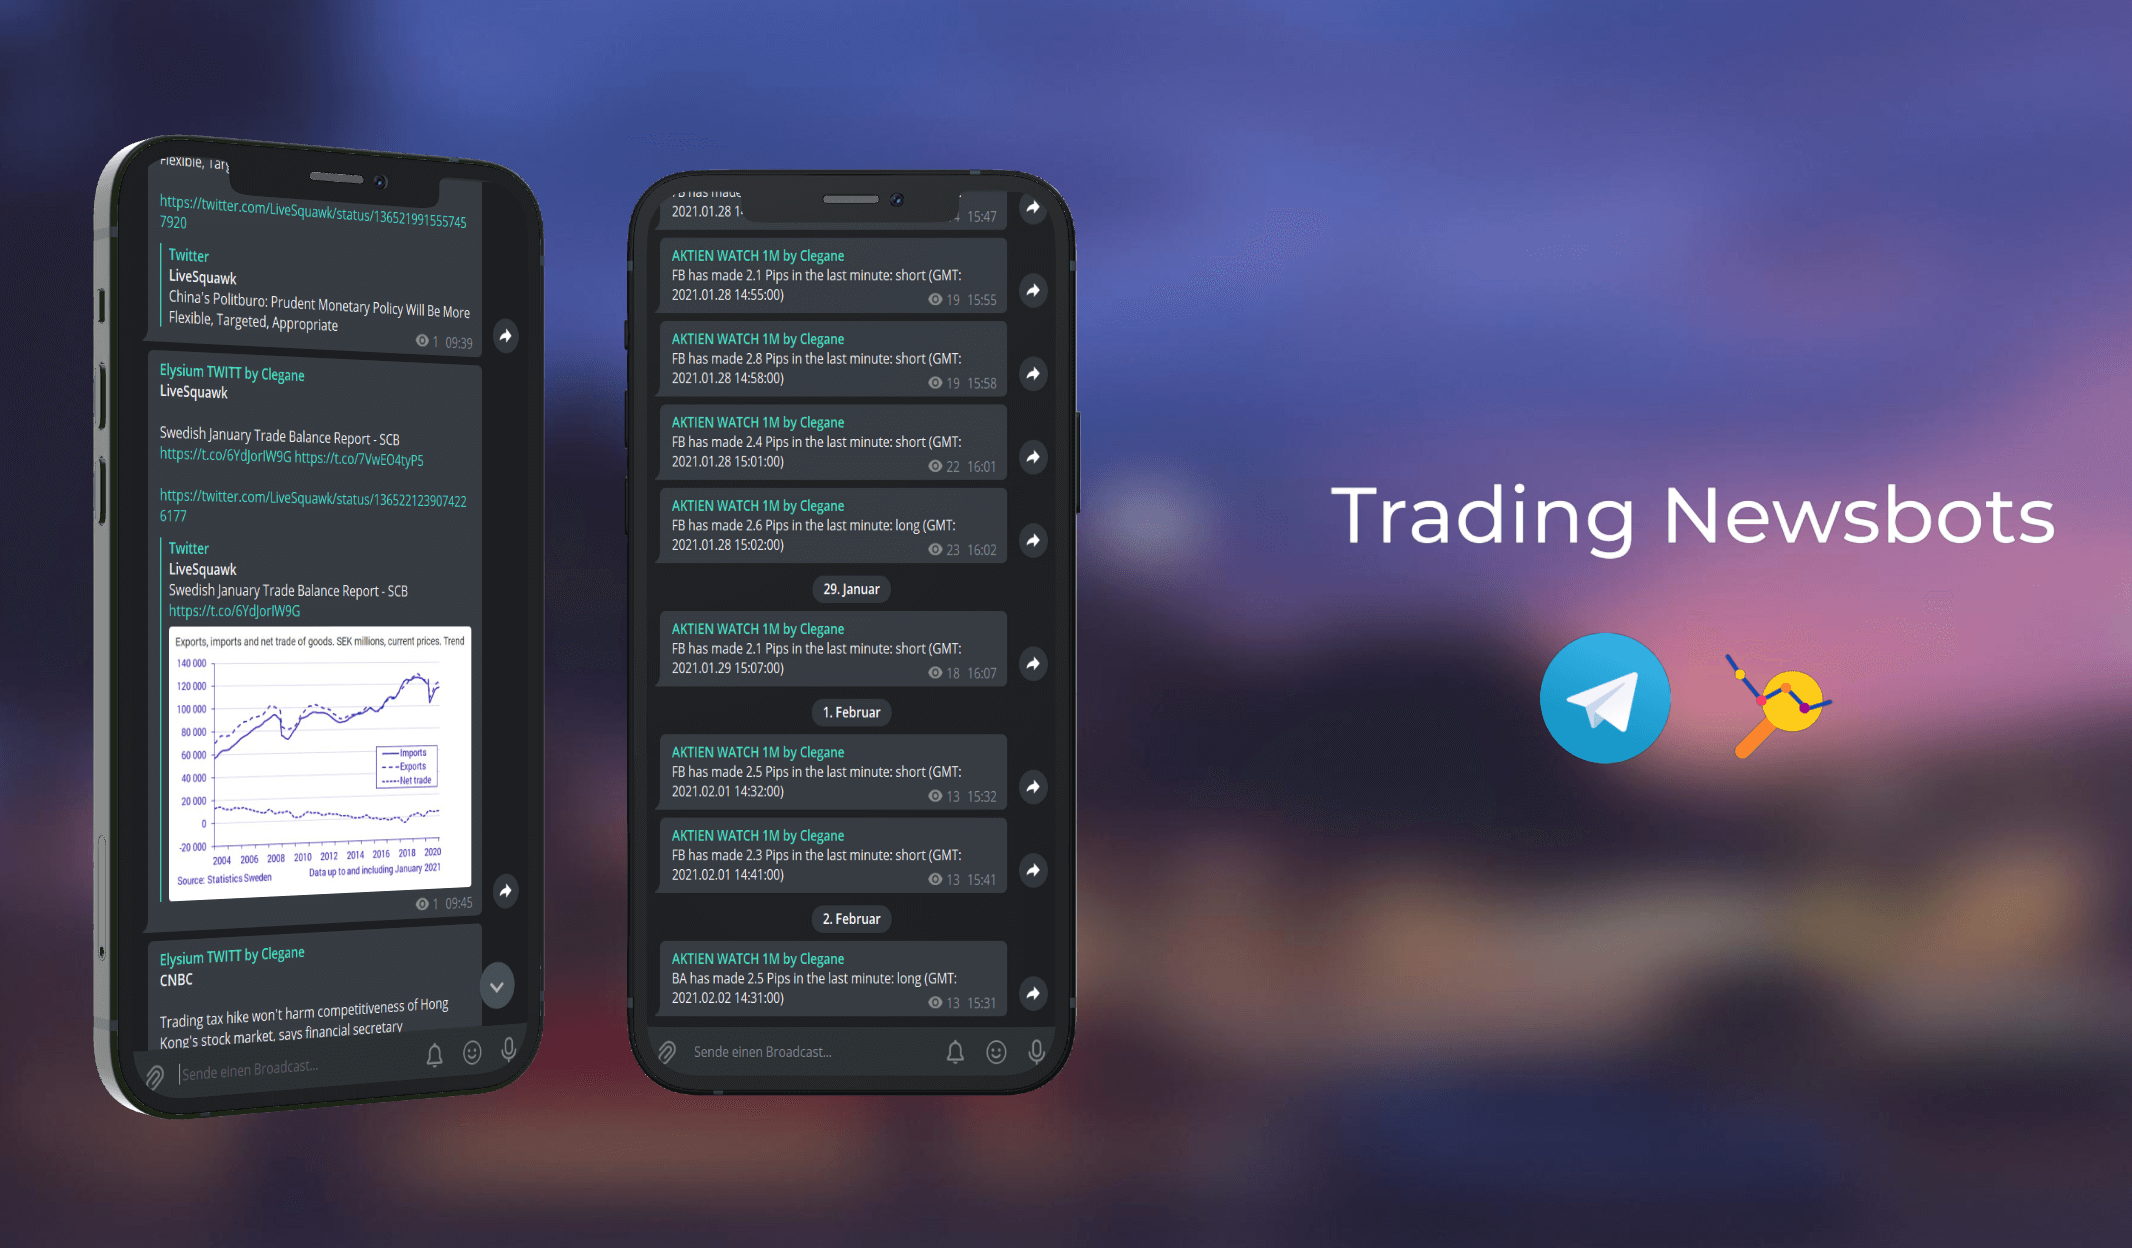 Flexible, Targ
https://twitter.com/LiveSquawk/status/136521991555745
7920
Twitter
LiveSquawk
China's Politburo: Prudent Monetary Policy Will Be More
Flexible, Targeted, Appropriate
1 09:39
Elysium TWITT by Clegane
LiveSquawk
Swedish January Trade Balance Report - SCB
https://t.co/6YdJorIW9G https://t.co/7VwEO4tyP5
https://twitter.com/LiveSquawk/status/136522123907422
6177
Twitter
LiveSquawk
Swedish January Trade Balance Report - SCB
https://t.co/6YdJorIW9G
Exports, imports and net trade of goods. SEK millions, current prices. Trend
140 000
120 000
100 000
80 000
60 000
40 000
20 000
0
-20 000
Imports
Exports
Net trade
2004 2006 2008 2010 2012 2014 2016 2018 2020
Source: Statistics Sweden Data up to and including January 2021
1 09:45
Elysium TWITT by Clegane
CNBC
Trading tax hike won't harm competitiveness of Hong
Kong's stock market, says financial secretary
Sende einen Broadcast...
FB has made
2021.01.28 14:
4 15:47
AKTIEN WATCH 1M by Clegane
FB has made 2.1 Pips in the last minute: short (GMT:
2021.01.28 14:55:00)
19 15:55
AKTIEN WATCH 1M by Clegane
FB has made 2.8 Pips in the last minute: short (GMT:
2021.01.28 14:58:00)
19 15:58
AKTIEN WATCH 1M by Clegane
FB has made 2.4 Pips in the last minute: short (GMT:
2021.01.28 15:01:00)
22 16:01
AKTIEN WATCH 1M by Clegane
FB has made 2.6 Pips in the last minute: long (GMT:
2021.01.28 15:02:00)
23 16:02
29. Januar
AKTIEN WATCH 1M by Clegane
FB has made 2.1 Pips in the last minute: short (GMT:
2021.01.29 15:07:00)
18 16:07
1. Februar
AKTIEN WATCH 1M by Clegane
FB has made 2.5 Pips in the last minute: short (GMT:
2021.02.01 14:32:00)
13 15:32
AKTIEN WATCH 1M by Clegane
FB has made 2.3 Pips in the last minute: short (GMT:
2021.02.01 14:41:00)
13 15:41
2. Februar
AKTIEN WATCH 1M by Clegane
BA has made 2.5 Pips in the last minute: long (GMT:
2021.02.02 14:31:00)
13 15:31
Sende einen Broadcast...
Trading Newsbots